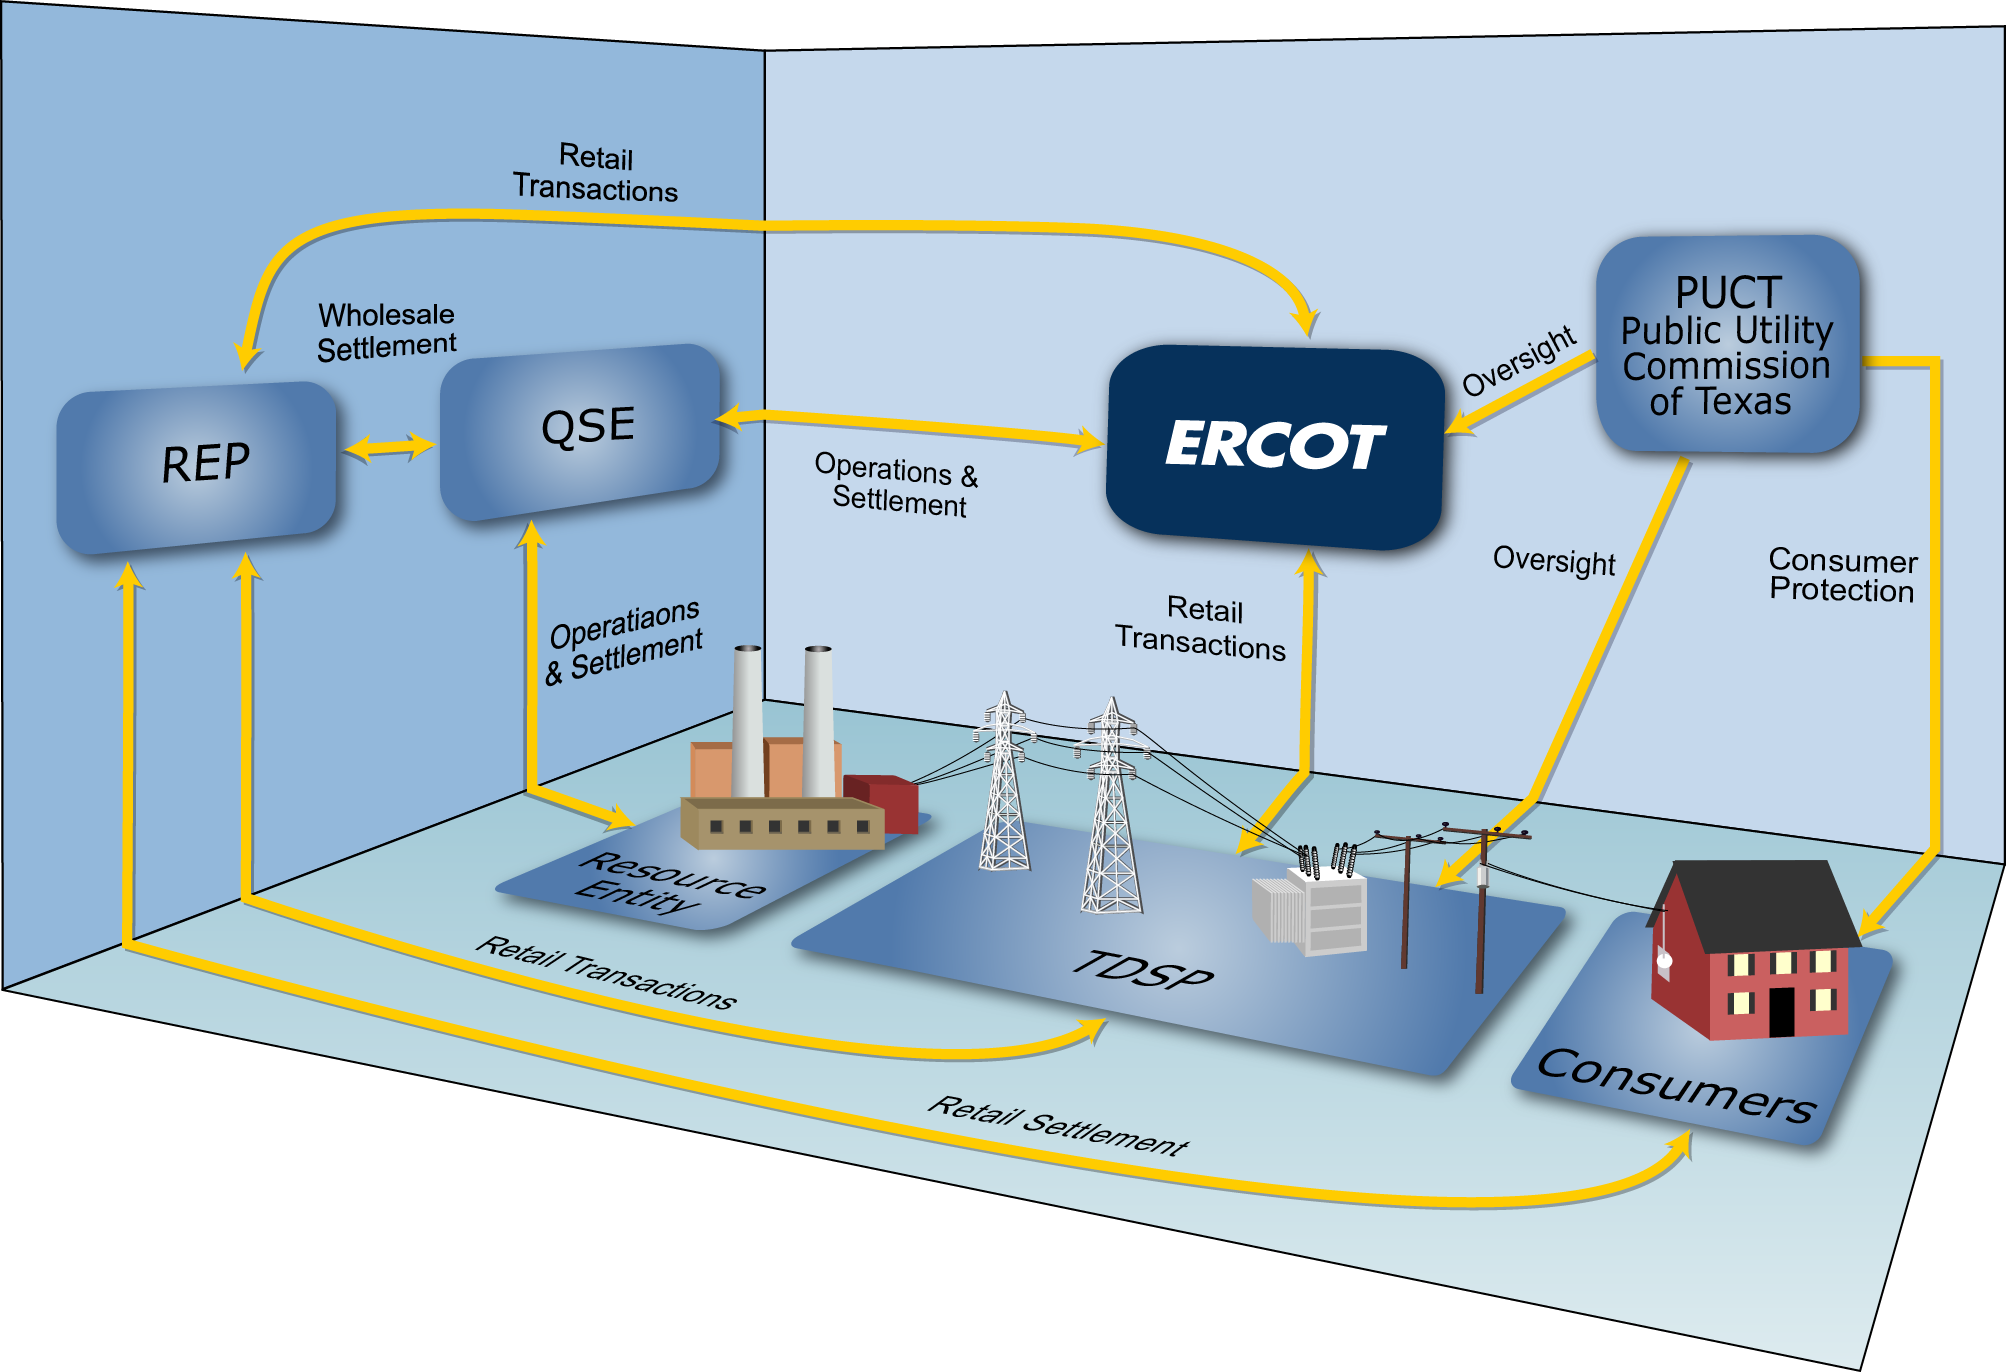 Retail
Transactions
Wholesale
Settlement
REP
QSE
Operations &
Settlement
ERCOT
Oversight
PUCT
Public Utility
Commission
of Texas
Operatiaons
& Settlement
Retail
Transactions
Oversight
Consumer
Protection
Resource
Entity
TDSP
Consumers
Retail Transactions
Retail Settlement